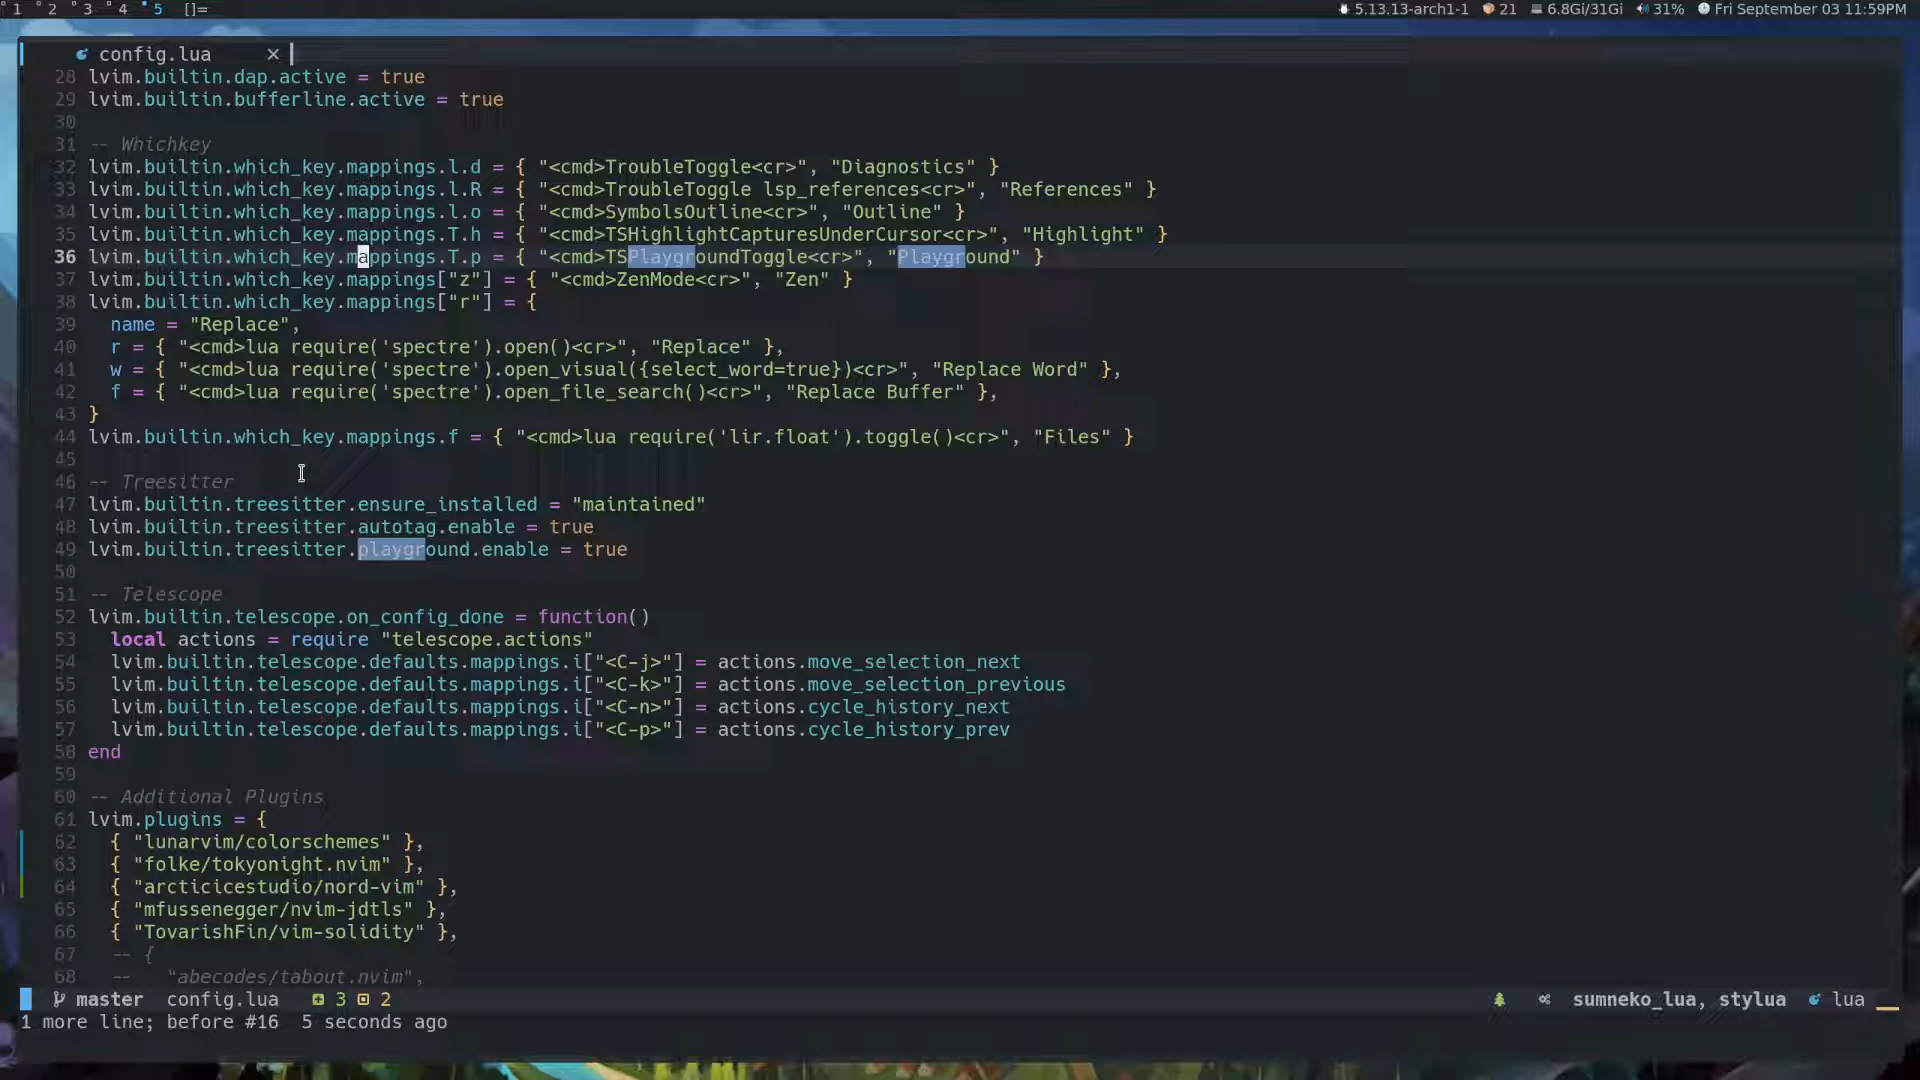 1 2 3 4 5 []= 5.13.13-arch1-1 21 6,8Gi/31Gi 31% Fri September 03 11:59PM
config.lua ×
28 lvim.builtin.dap.active = true
29 lvim.builtin.bufferline.active = true
30
31 -- Whichkey
32 lvim.builtin.which_key.mappings.l.d = { "<cmd>TroubleToggle<cr>", "Diagnostics" }
33 lvim.builtin.which_key.mappings.l.R = { "<cmd>TroubleToggle lsp_references<cr>", "References" }
34 lvim.builtin.which_key.mappings.l.o = { "<cmd>SymbolsOutline<cr>", "Outline" }
35 lvim.builtin.which_key.mappings.T.h = { "<cmd>TSHighlightCapturesUnderCursor<cr>", "Highlight" }
36 lvim.builtin.which_key.mappings.T.p = { "<cmd>TSPlaygroundToggle<cr>", "Playground" }
37 lvim.builtin.which_key.mappings["z"] = { "<cmd>ZenMode<cr>", "Zen" }
38 lvim.builtin.which_key.mappings["r"] = {
39   name = "Replace",
40   r = { "<cmd>lua require('spectre').open()<cr>", "Replace" },
41   w = { "<cmd>lua require('spectre').open_visual({select_word=true})<cr>", "Replace Word" },
42   f = { "<cmd>lua require('spectre').open_file_search()<cr>", "Replace Buffer" },
43 }
44 lvim.builtin.which_key.mappings.f = { "<cmd>lua require('lir.float').toggle()<cr>", "Files" }
45
46 -- Treesitter
47 lvim.builtin.treesitter.ensure_installed = "maintained"
48 lvim.builtin.treesitter.autotag.enable = true
49 lvim.builtin.treesitter.playground.enable = true
50
51 -- Telescope
52 lvim.builtin.telescope.on_config_done = function()
53   local actions = require "telescope.actions"
54   lvim.builtin.telescope.defaults.mappings.i["<C-j>"] = actions.move_selection_next
55   lvim.builtin.telescope.defaults.mappings.i["<C-k>"] = actions.move_selection_previous
56   lvim.builtin.telescope.defaults.mappings.i["<C-n>"] = actions.cycle_history_next
57   lvim.builtin.telescope.defaults.mappings.i["<C-p>"] = actions.cycle_history_prev
58 end
59
60 -- Additional Plugins
61 lvim.plugins = {
62   { "lunarvim/colorschemes" },
63   { "folke/tokyonight.nvim" },
64   { "arcticicestudio/nord-vim" },
65   { "mfussenegger/nvim-jdtls" },
66   { "TovarishFin/vim-solidity" },
67   -- {
68   --   "abecodes/tabout.nvim",
master config.lua 3 2 sumneko_lua, stylua lua
1 more line; before #16  5 seconds ago